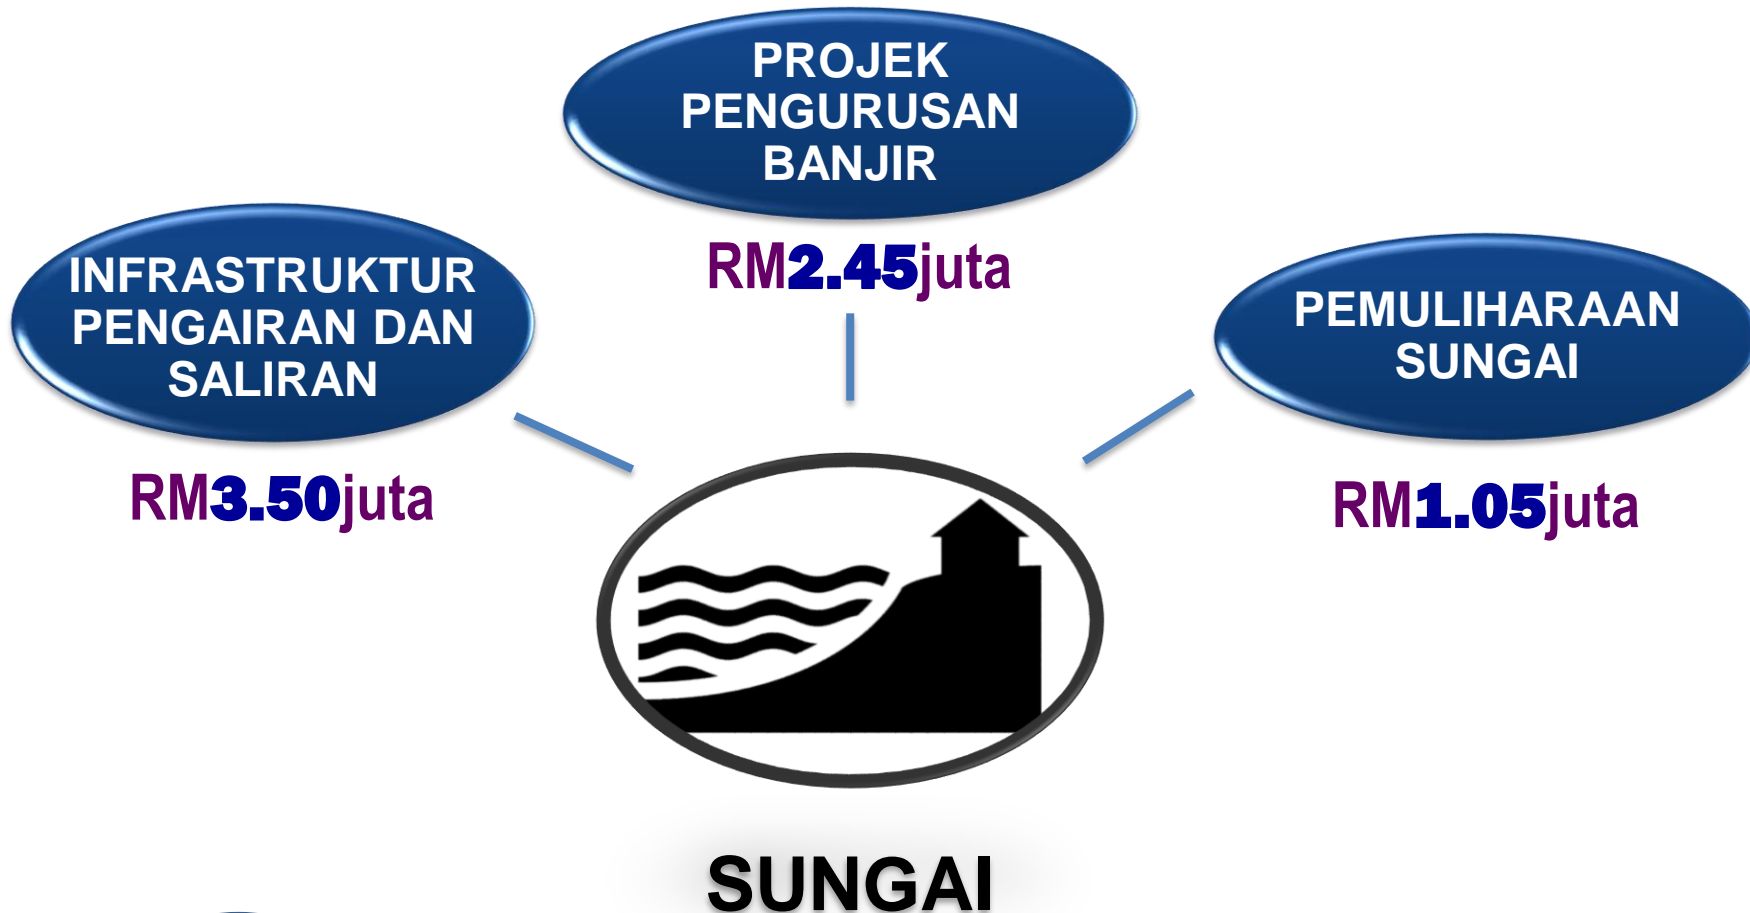 PROJEK
PENGURUSAN
BANJIR
RM2.45juta
INFRASTRUKTUR
PENGAIRAN DAN
SALIRAN
RM3.50juta
PEMULIHARAAN
SUNGAI
RM1.05juta
SUNGAI